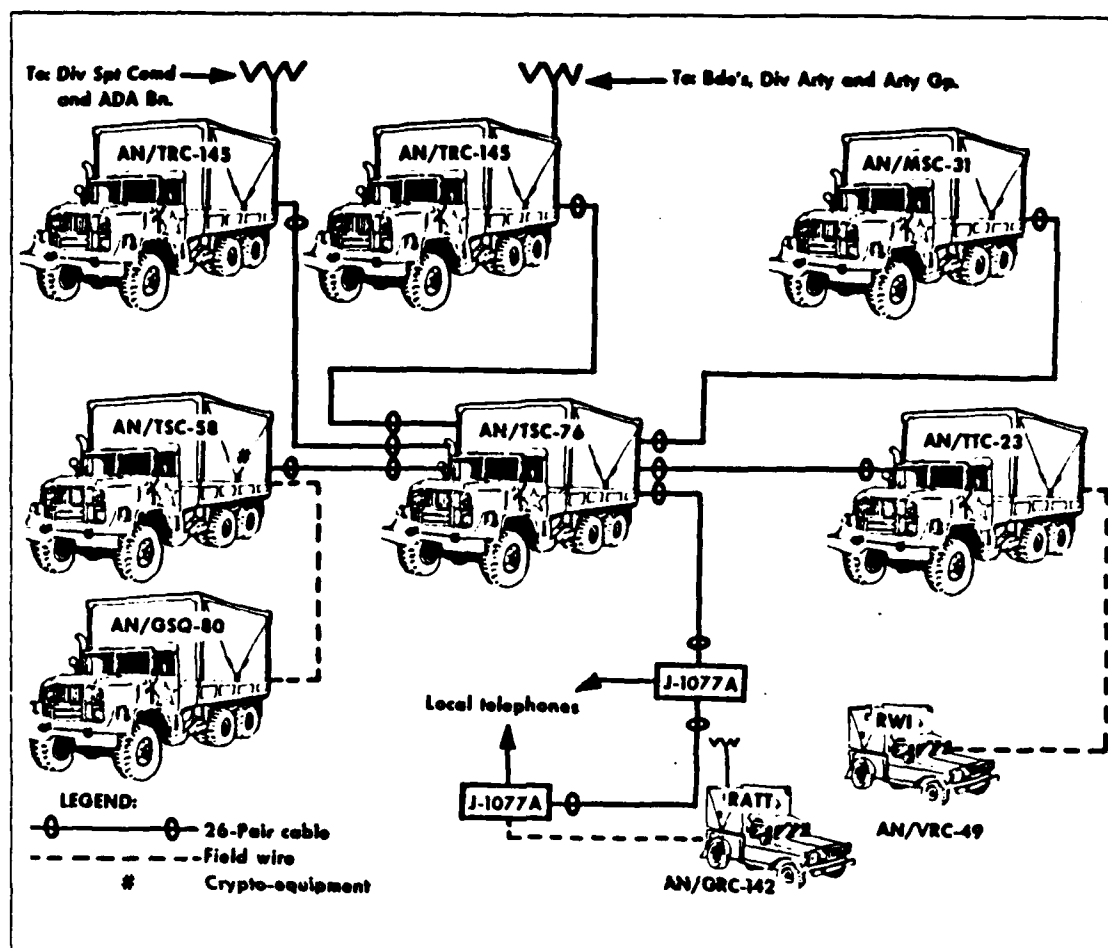 To: Div Spt Comd
and ADA Bn.
To: Bde's, Div Arty and Arty Gp.
AN/TRC-145
AN/TRC-145
AN/MSC-31
AN/TSC-58
#
AN/TSC-76
AN/TTC-23
AN/GSQ-80
J-1077A
Local telephones
RWI
J-1077A
RATT
AN/VRC-49
AN/GRC-142
LEGEND:
26-Pair cable
Field wire
# Crypto-equipment